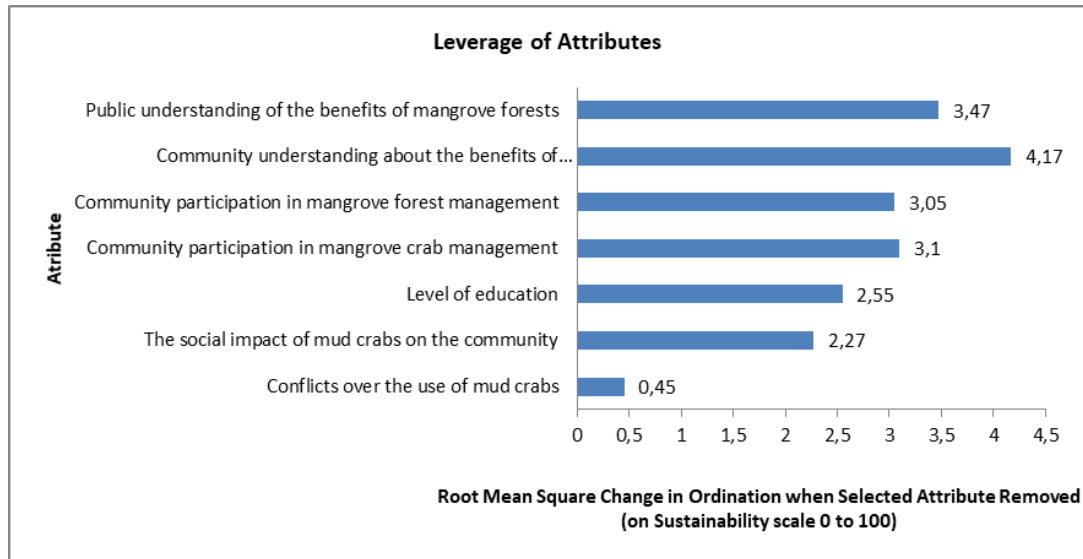 Leverage of Attributes
Public understanding of the benefits of mangrove forests
3,47
Community understanding about the benefits of...
4,17
Community participation in mangrove forest management
3,05
Community participation in mangrove crab management
3,1
Level of education
2,55
The social impact of mud crabs on the community
2,27
Conflicts over the use of mud crabs
0,45
Atribute
0 0,5 1 1,5 2 2,5 3 3,5 4 4,5
Root Mean Square Change in Ordination when Selected Attribute Removed
(on Sustainability scale 0 to 100)